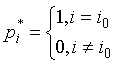 p_i^* = { 1, i = i_0
0, i ≠ i_0